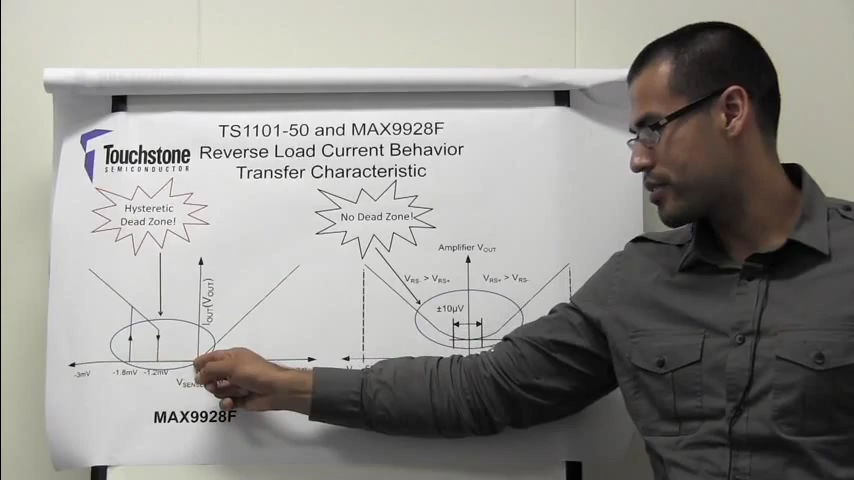 TS1101-50 and MAX9928F
Reverse Load Current Behavior
Transfer Characteristic
Touchstone
SEMICONDUCTOR
Hysteretic
Dead Zone!
No Dead Zone!
IOUT(VOUT)
-3mV
-1.8mV
-1.2mV
VSENSE
MAX9928F
Amplifier VOUT
VRS- > VRS+
VRS+ > VRS-
±10µV